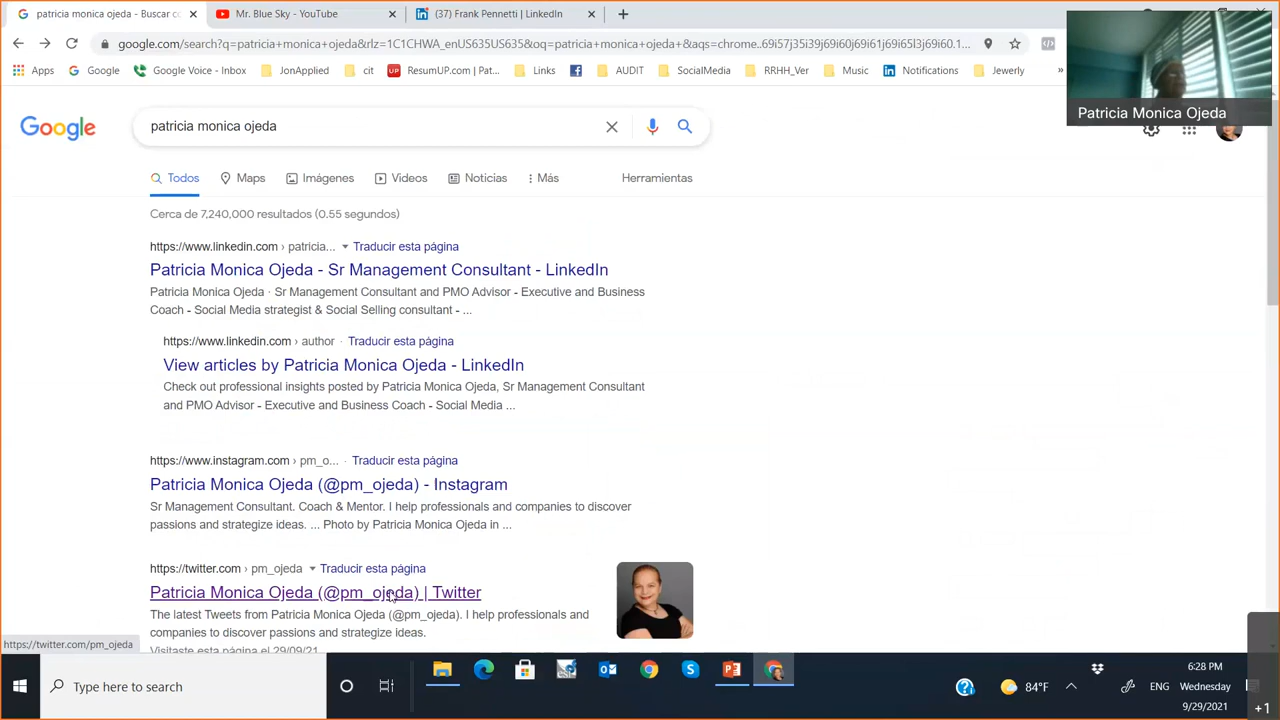 patricia monica ojeda - Buscar co
Mr. Blue Sky - YouTube
(37) Frank Pennetti | LinkedIn
google.com/search?q=patricia+monica+ojeda&rlz=1C1CHWA_enUS635US635&oq=patricia+monica+ojeda+&aqs=chrome..69i57j35i39j69i60j69i61j69i65l3j69i60.1...
Apps
Google
Google Voice - Inbox
JonApplied
cit
ResumUP.com | Pat...
Links
AUDIT
SocialMedia
RRHH_Ver
Music
Notifications
Jewerly
»
Patricia Monica Ojeda
Google
patricia monica ojeda
Todos
Maps
Imágenes
Videos
Noticias
Más
Herramientas
Cerca de 7,240,000 resultados (0.55 segundos)
https://www.linkedin.com › patricia... Traducir esta página
Patricia Monica Ojeda - Sr Management Consultant - LinkedIn
Patricia Monica Ojeda · Sr Management Consultant and PMO Advisor - Executive and Business
Coach - Social Media strategist & Social Selling consultant - ...
https://www.linkedin.com › author · Traducir esta página
View articles by Patricia Monica Ojeda - LinkedIn
Check out professional insights posted by Patricia Monica Ojeda, Sr Management Consultant
and PMO Advisor - Executive and Business Coach - Social Media ...
https://www.instagram.com › pm_o... · Traducir esta página
Patricia Monica Ojeda (@pm_ojeda) - Instagram
Sr Management Consultant. Coach & Mentor. I help professionals and companies to discover
passions and strategize ideas. ... Photo by Patricia Monica Ojeda in ...
https://twitter.com › pm_ojeda Traducir esta página
Patricia Monica Ojeda (@pm_ojeda) | Twitter
The latest Tweets from Patricia Monica Ojeda (@pm_ojeda). I help professionals and
companies to discover passions and strategize ideas.
Visitaste esta página el 29/09/21.
https://twitter.com/pm_ojeda
Type here to search
84°F
ENG
6:28 PM
Wednesday
9/29/2021
+1